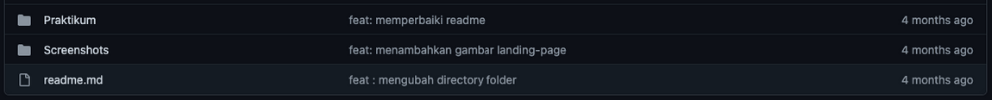 Praktikum feat: memperbaiki readme 4 months ago
Screenshots feat: menambahkan gambar landing-page 4 months ago
readme.md feat : mengubah directory folder 4 months ago